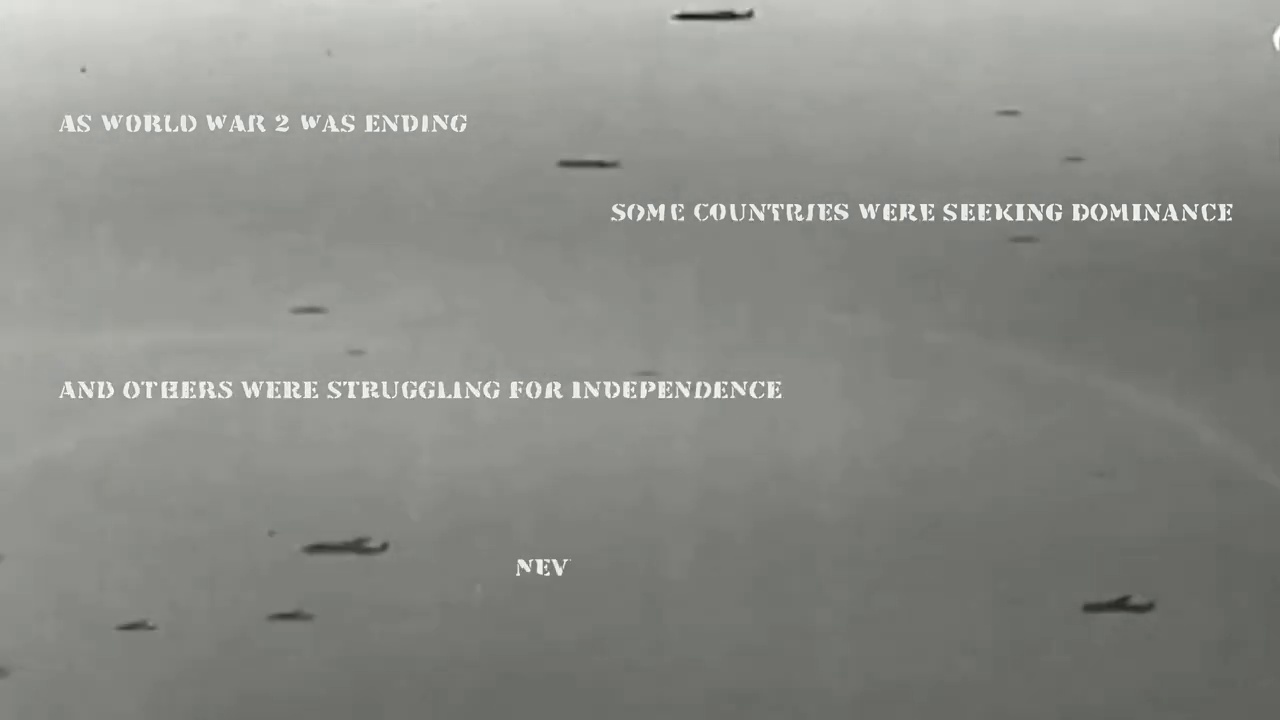 AS WORLD WAR 2 WAS ENDING
SOME COUNTRIES WERE SEEKING DOMINANCE
AND OTHERS WERE STRUGGLING FOR INDEPENDENCE
NEV